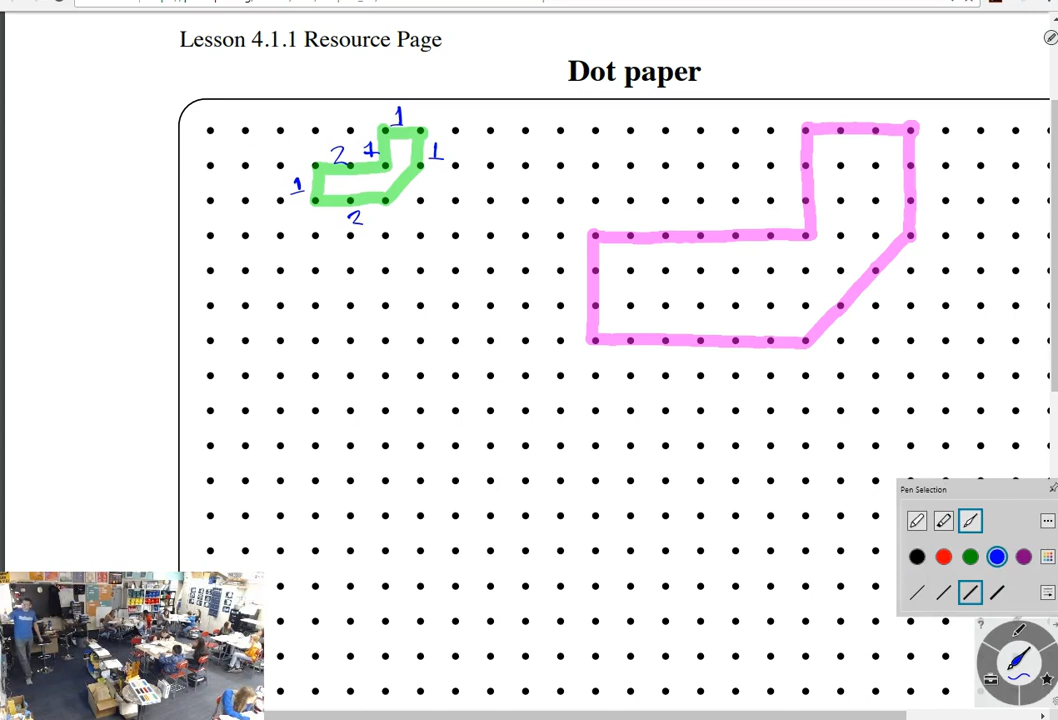 Lesson 4.1.1 Resource Page
Dot paper
1
2 1 1
1
2
Pen Selection